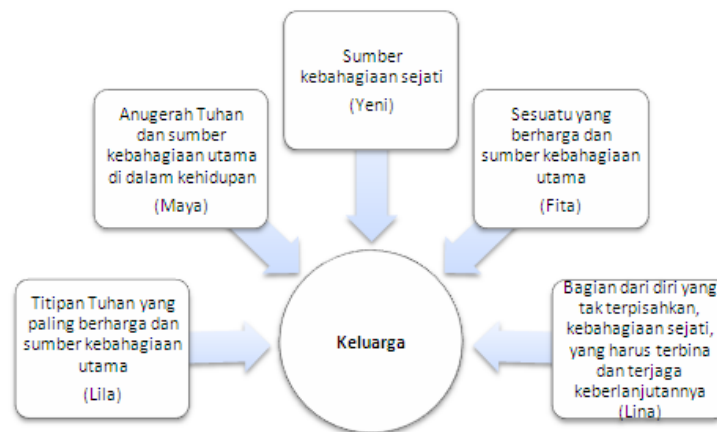 Sumber
kebahagiaan sejati
(Yeni)
Anugerah Tuhan
dan sumber
kebahagiaan utama
di dalam kehidupan
(Maya)
Sesuatu yang
berharga dan
sumber kebahagiaan
utama
(Fita)
Titipan Tuhan yang
paling berharga dan
sumber kebahagiaan
utama
(Lila)
Keluarga
Bagian dari diri yang
tak terpisahkan,
kebahagiaan sejati,
yang harus terbina
dan terjaga
keberlanjutannya
(Lina)